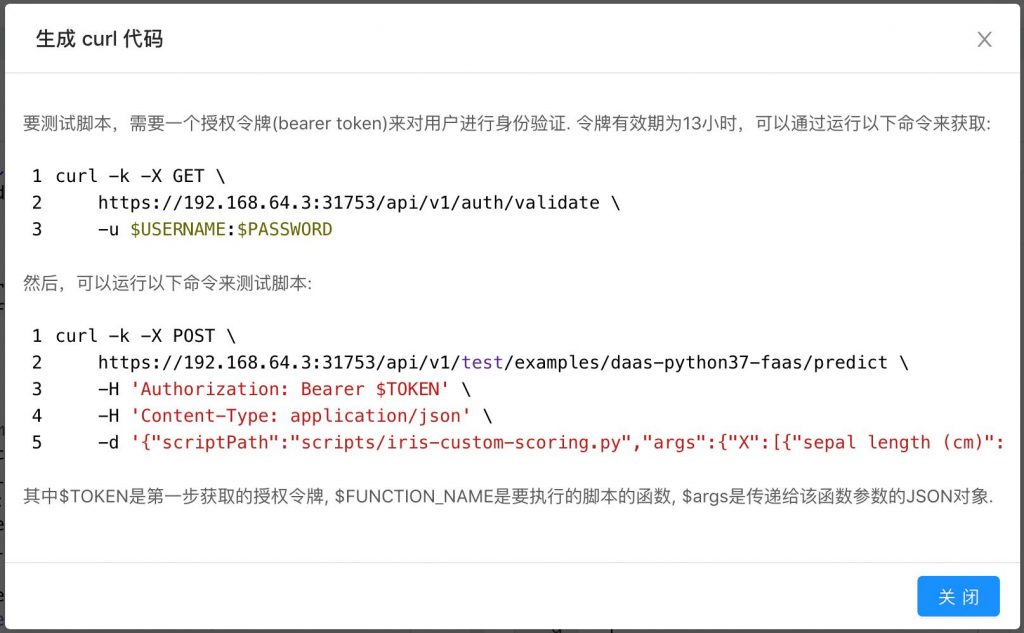 生成 curl 代码
要测试脚本，需要一个授权令牌(bearer token)来对用户进行身份验证. 令牌有效期为13小时，可以通过运行以下命令来获取:
1 curl -k -X GET \
2 https://192.168.64.3:31753/api/v1/auth/validate \
3 -u $USERNAME:$PASSWORD
然后，可以运行以下命令来测试脚本:
1 curl -k -X POST \
2 https://192.168.64.3:31753/api/v1/test/examples/daas-python37-faas/predict \
3 -H 'Authorization: Bearer $TOKEN' \
4 -H 'Content-Type: application/json' \
5 -d '{"scriptPath":"scripts/iris-custom-scoring.py","args":{"X":[{"sepal length (cm)":
其中$TOKEN是第一步获取的授权令牌, $FUNCTION_NAME是要执行的脚本的函数, $args是传递给该函数参数的JSON对象.
关 闭